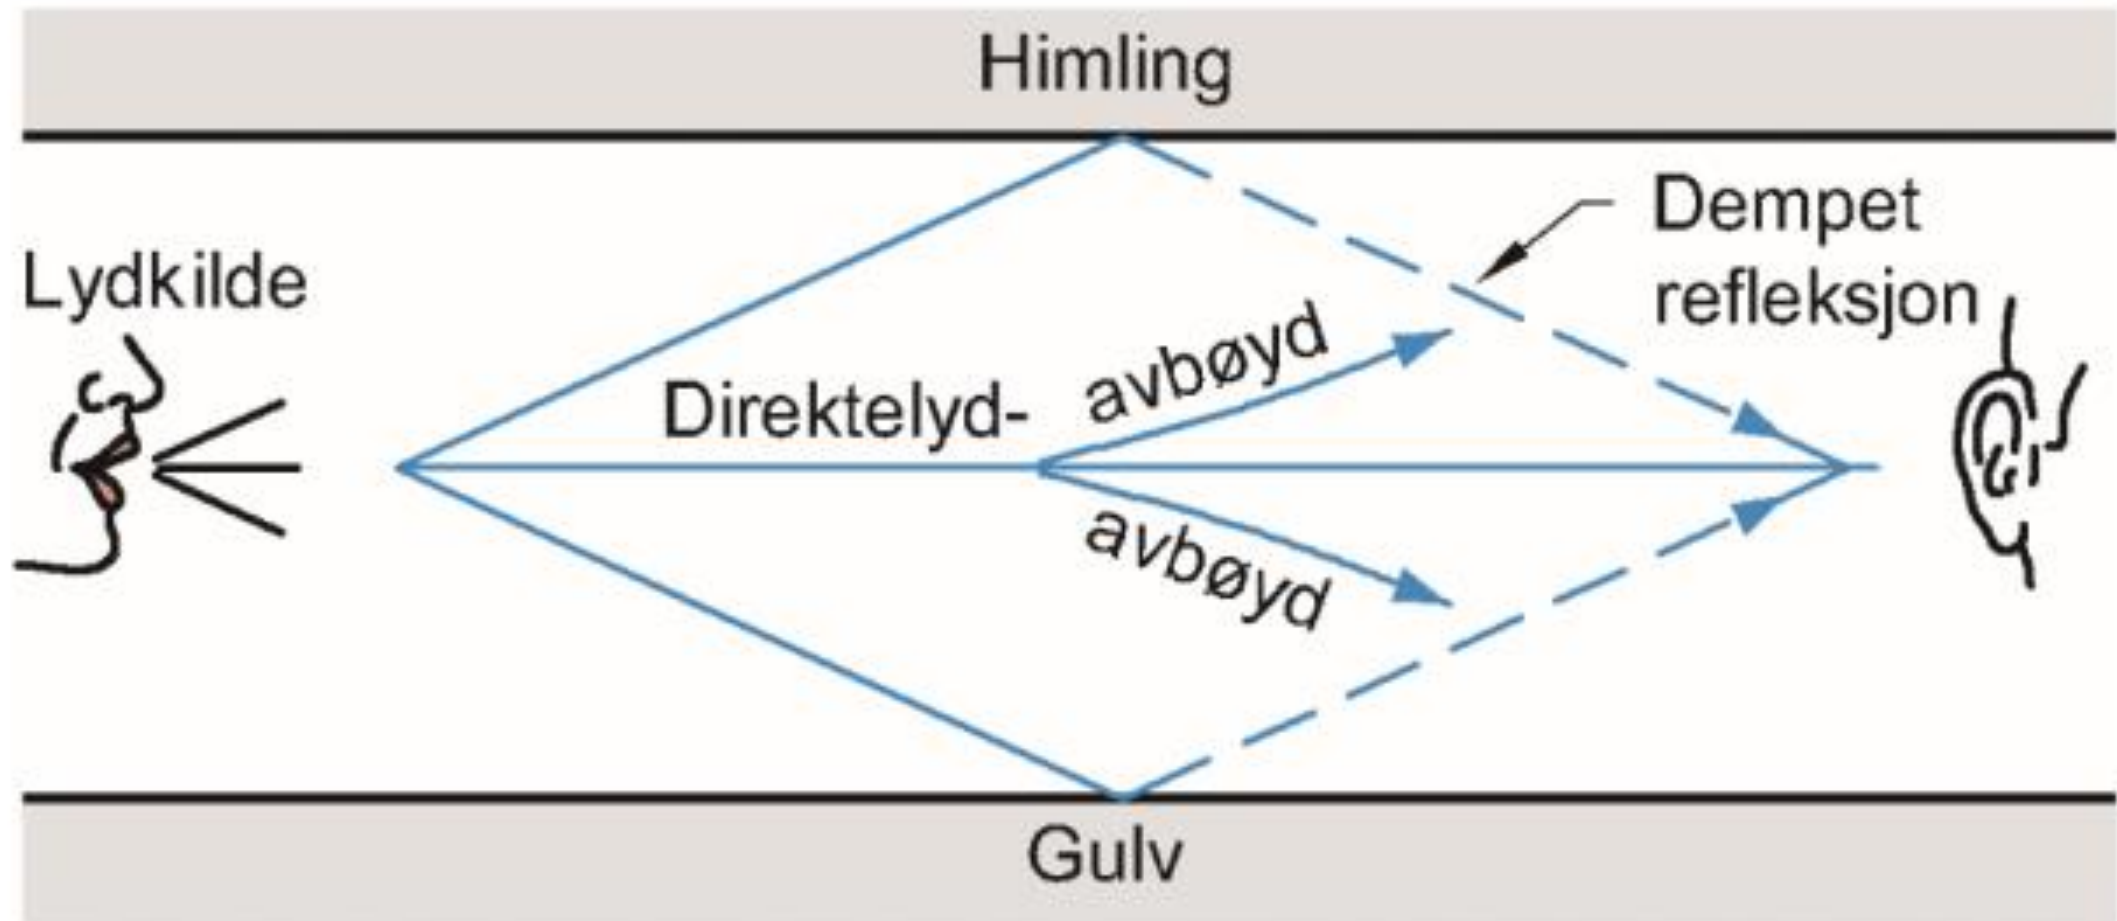 Himling
Lydkilde
Dempet
refleksjon
Direktelyd-
avbøyd
avbøyd
Gulv